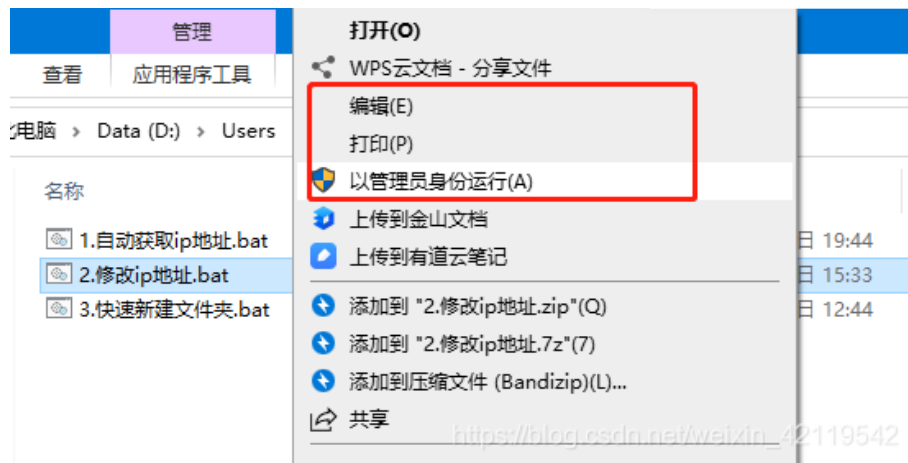 管理
查看
应用程序工具
电脑 > Data (D:) > Users
名称
1.自动获取ip地址.bat
2.修改ip地址.bat
3.快速新建文件夹.bat
日 19:44
日 15:33
日 12:44
打开(O)
WPS云文档 - 分享文件
编辑(E)
打印(P)
以管理员身份运行(A)
上传到金山文档
上传到有道云笔记
添加到 "2.修改ip地址.zip"(Q)
添加到 "2.修改ip地址.7z"(7)
添加到压缩文件 (Bandizip)(L)...
共享
https://blog.csdn.net/weixin_42119542